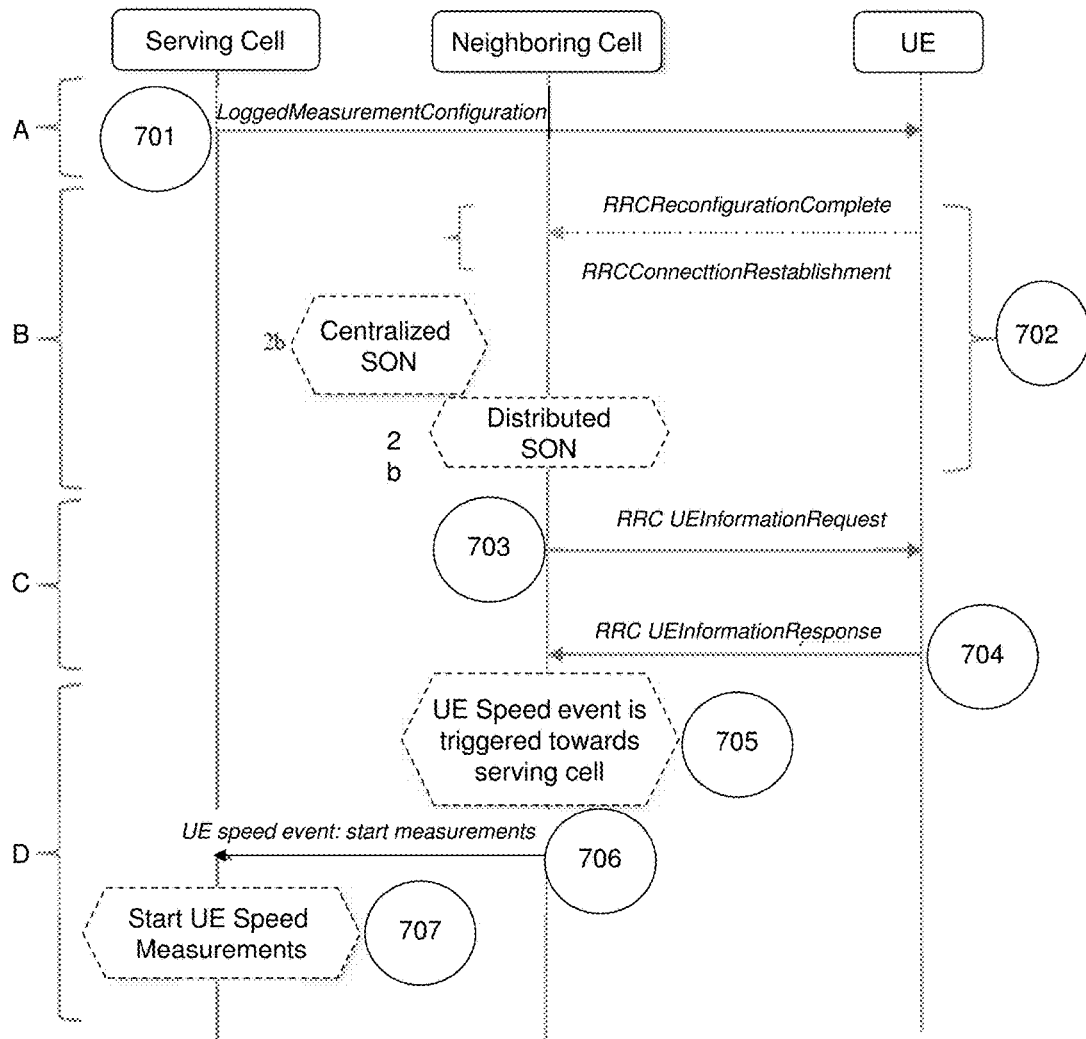 Serving Cell
Neighboring Cell
UE
A
701
LoggedMeasurementConfiguration
RRCReconfigurationComplete
RRCConnecttionRestablishment
B
702
2b
Centralized
SON
2
b
Distributed
SON
C
703
RRC UEInformationRequest
RRC UEInformationResponse
704
UE Speed event is
triggered towards
serving cell
705
D
UE speed event: start measurements
706
Start UE Speed
Measurements
707